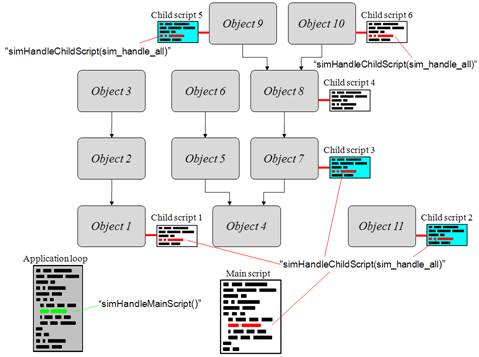 Child script 5
Object 9
Object 10
Child script 6
"simHandleChildScript(sim_handle_all)"
"simHandleChildScript(sim_handle_all)"
Object 3
Object 6
Object 8
Child script 4
Object 2
Object 5
Object 7
Child script 3
Object 1
Child script 1
Object 4
Object 11
Child script 2
Application loop
"simHandleChildScript(sim_handle_all)"
Main script
"simHandleMainScript()"